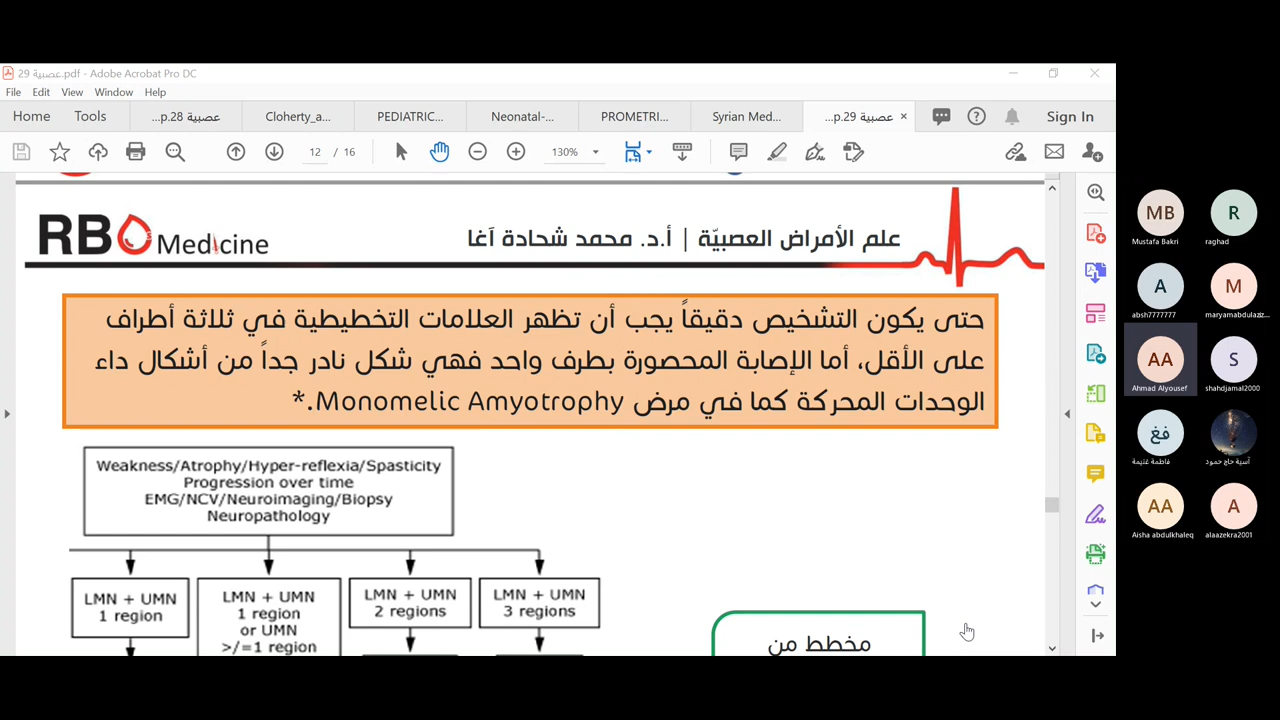 عصبية 29.pdf - Adobe Acrobat Pro DC
File Edit View Window Help
Home Tools عصبية 28.p... Cloherty_a... PEDIATRIC... Neonatal-... PROMETRI... Syrian Med... عصبية 29.p... × Sign In
12 / 16 130%
RB Medicine
علم الأمراض العصبيّة | أ.د. محمد شحادة آغا
حتى يكون التشخيص دقيقاً يجب أن تظهر العلامات التخطيطية في ثلاثة أطراف
على الأقل، أما الإصابة المحصورة بطرف واحد فهي شكل نادر جداً من أشكال داء
الوحدات المحركة كما في مرض Monomelic Amyotrophy.*
Weakness/Atrophy/Hyper-reflexia/Spasticity
Progression over time
EMG/NCV/Neuroimaging/Biopsy
Neuropathology
LMN + UMN
1 region
LMN + UMN
1 region
or UMN
>/=1 region
LMN + UMN
2 regions
LMN + UMN
3 regions
مخطط من
MB R
Mustafa Bakri raghad
A M
absh7777777 maryamabdulaziz...
AA S
Ahmad Alyousef shahdjamal2000
فغ
فاطمة غنيمة آسية حاج حمود
AA A
Aisha abdulkhaleq alaazekra2001